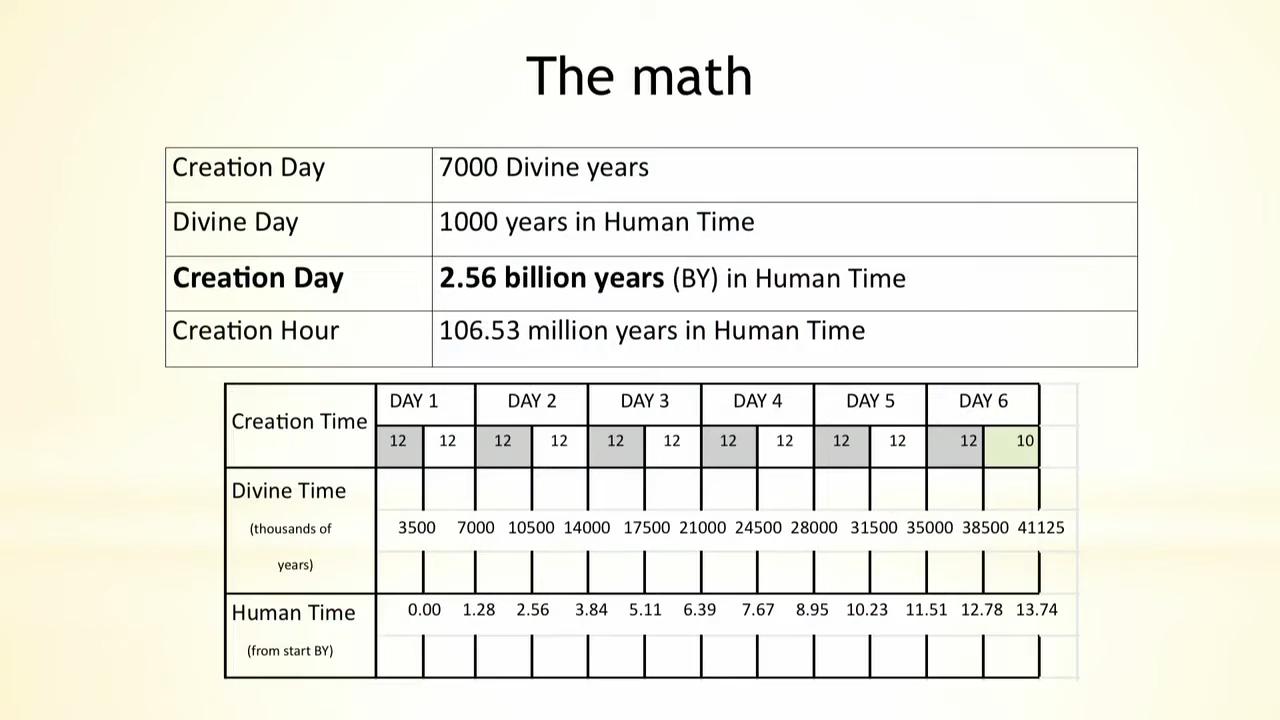 The math
Creation Day 7000 Divine years
Divine Day 1000 years in Human Time
Creation Day 2.56 billion years (BY) in Human Time
Creation Hour 106.53 million years in Human Time
DAY 1 DAY 2 DAY 3 DAY 4 DAY 5 DAY 6
Creation Time
12 12 12 12 12 12 12 12 12 12 12 10
Divine Time
(thousands of
3500 7000 10500 14000 17500 21000 24500 28000 31500 35000 38500 41125
years)
Human Time
0.00 1.28 2.56 3.84 5.11 6.39 7.67 8.95 10.23 11.51 12.78 13.74
(from start BY)